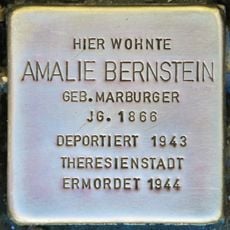 HIER WOHNTE
AMALIE BERNSTEIN
GEB. MARBURGER
JG. 1866
DEPORTIERT 1943
THERESIENSTADT
ERMORDET 1944